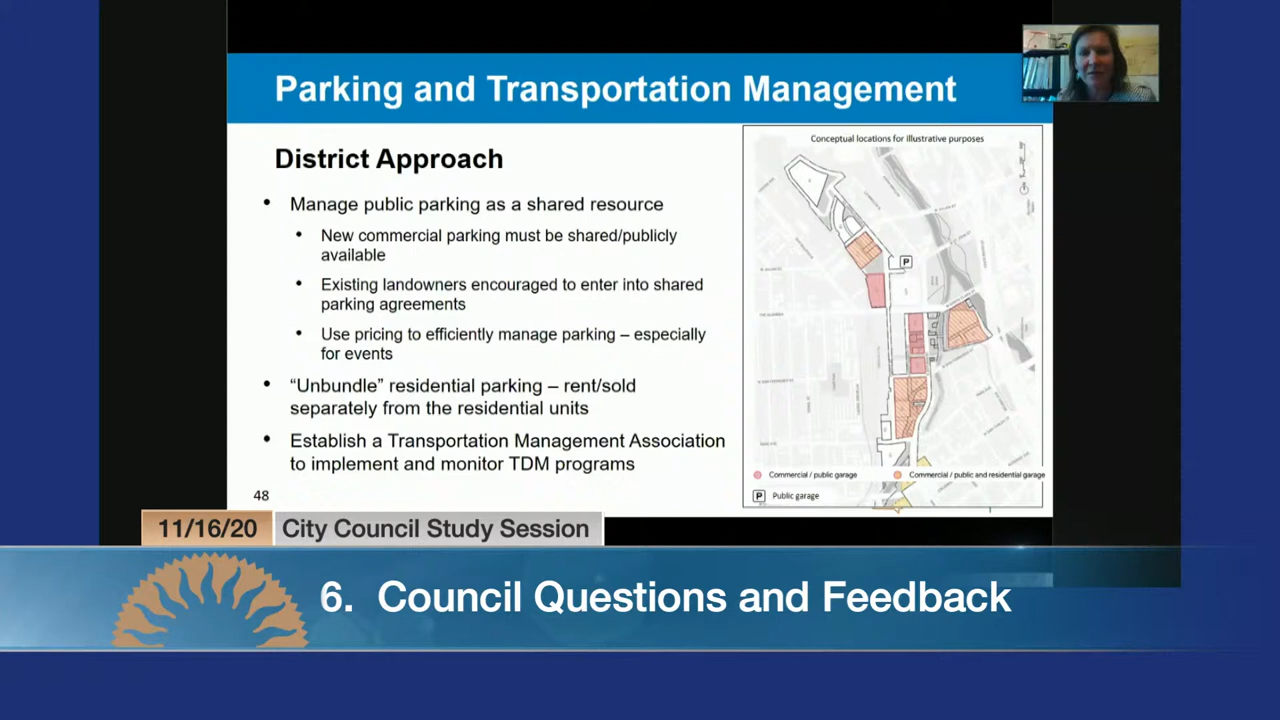 Parking and Transportation Management
District Approach
• Manage public parking as a shared resource
• New commercial parking must be shared/publicly
available
• Existing landowners encouraged to enter into shared
parking agreements
• Use pricing to efficiently manage parking – especially
for events
• “Unbundle” residential parking – rent/sold
separately from the residential units
• Establish a Transportation Management Association
to implement and monitor TDM programs
48
Conceptual locations for illustrative purposes
P
THE ALAMEDA
Commercial / public garage
Commercial / public and residential garage
P Public garage
11/16/20 City Council Study Session
6. Council Questions and Feedback